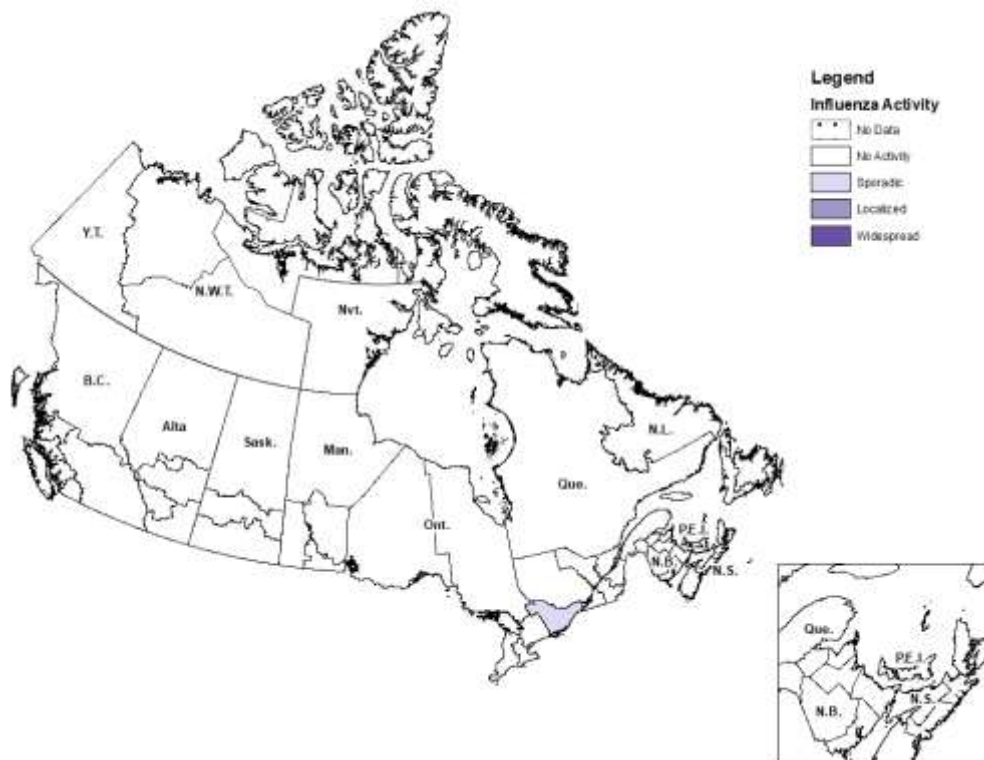 Legend
Influenza Activity
No Data
No Activity
Sporadic
Localized
Widespread
Y.T.
N.W.T.
Nvt.
B.C.
Alta
Sask.
Man.
Ont.
Que.
N.L.
P.E.I.
N.B.
N.S.
Que.
P.E.I.
N.S.
N.B.